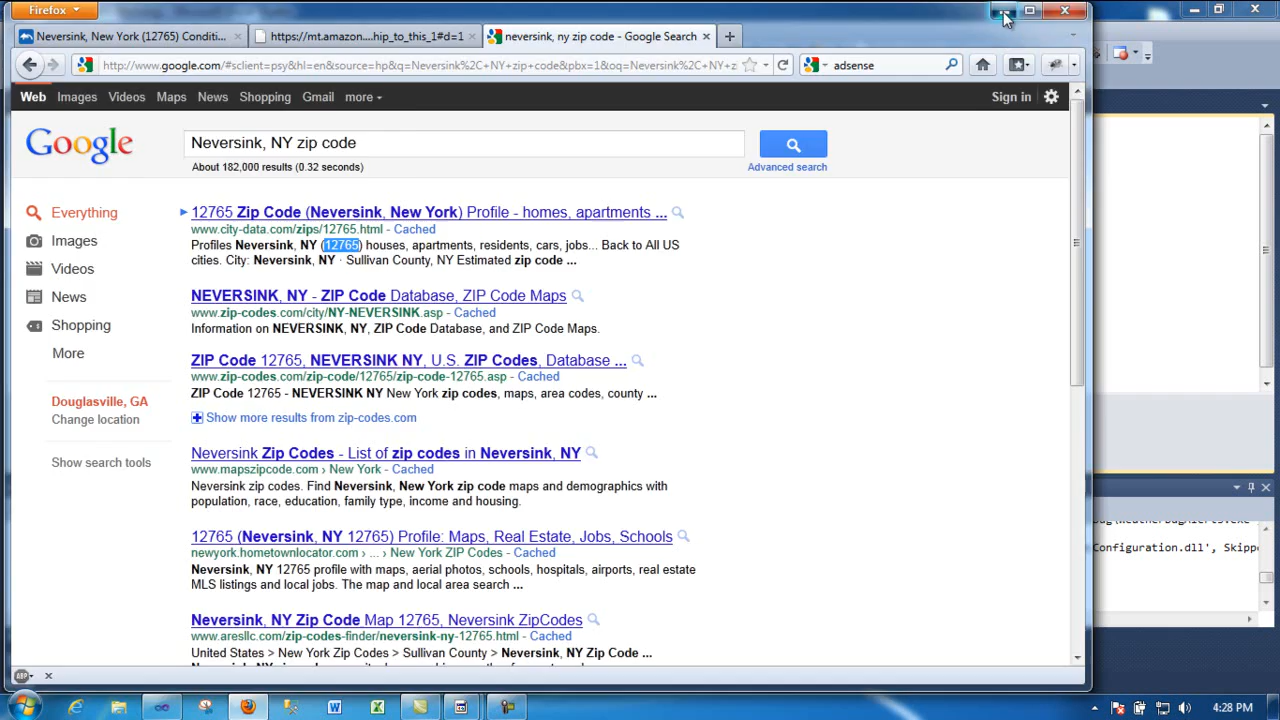 Firefox
Neversink, New York (12765) Conditi...
https://mt.amazon....hip_to_this_1#d=1
neversink, ny zip code - Google Search
http://www.google.com/#sclient=psy&hl=en&source=hp&q=Neversink%2C+NY+zip+code&pbx=1&oq=Neversink%2C+NY+z
adsense
Web Images Videos Maps News Shopping Gmail more
Sign in
Google
Neversink, NY zip code
About 182,000 results (0.32 seconds)
Advanced search
Everything
Images
Videos
News
Shopping
More
Douglasville, GA
Change location
Show search tools
12765 Zip Code (Neversink, New York) Profile - homes, apartments ...
www.city-data.com/zips/12765.html - Cached
Profiles Neversink, NY (12765) houses, apartments, residents, cars, jobs... Back to All US
cities. City: Neversink, NY · Sullivan County, NY Estimated zip code ...
NEVERSINK, NY - ZIP Code Database, ZIP Code Maps
www.zip-codes.com/city/NY-NEVERSINK.asp - Cached
Information on NEVERSINK, NY, ZIP Code Database, and ZIP Code Maps.
ZIP Code 12765, NEVERSINK NY, U.S. ZIP Codes, Database ...
www.zip-codes.com/zip-code/12765/zip-code-12765.asp - Cached
ZIP Code 12765 - NEVERSINK NY New York zip codes, maps, area codes, county ...
Show more results from zip-codes.com
Neversink Zip Codes - List of zip codes in Neversink, NY
www.mapszipcode.com › New York - Cached
Neversink zip codes. Find Neversink, New York zip code maps and demographics with
population, race, education, family type, income and housing.
12765 (Neversink, NY 12765) Profile: Maps, Real Estate, Jobs, Schools
newyork.hometownlocator.com › ... › New York ZIP Codes - Cached
Neversink, NY 12765 profile with maps, aerial photos, schools, hospitals, airports, real estate
MLS listings and local jobs. The map and local area search ...
Neversink, NY Zip Code Map 12765, Neversink ZipCodes
www.aresllc.com/zip-codes-finder/neversink-ny-12765.html - Cached
United States > New York Zip Codes > Sullivan County > Neversink, NY Zip Code ...
Configuration.dll', Skippe
ABP
4:28 PM